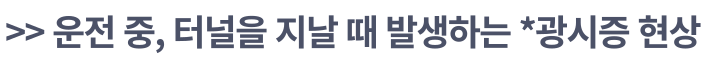 >> 운전 중, 터널을 지날 때 발생하는 *광시증 현상